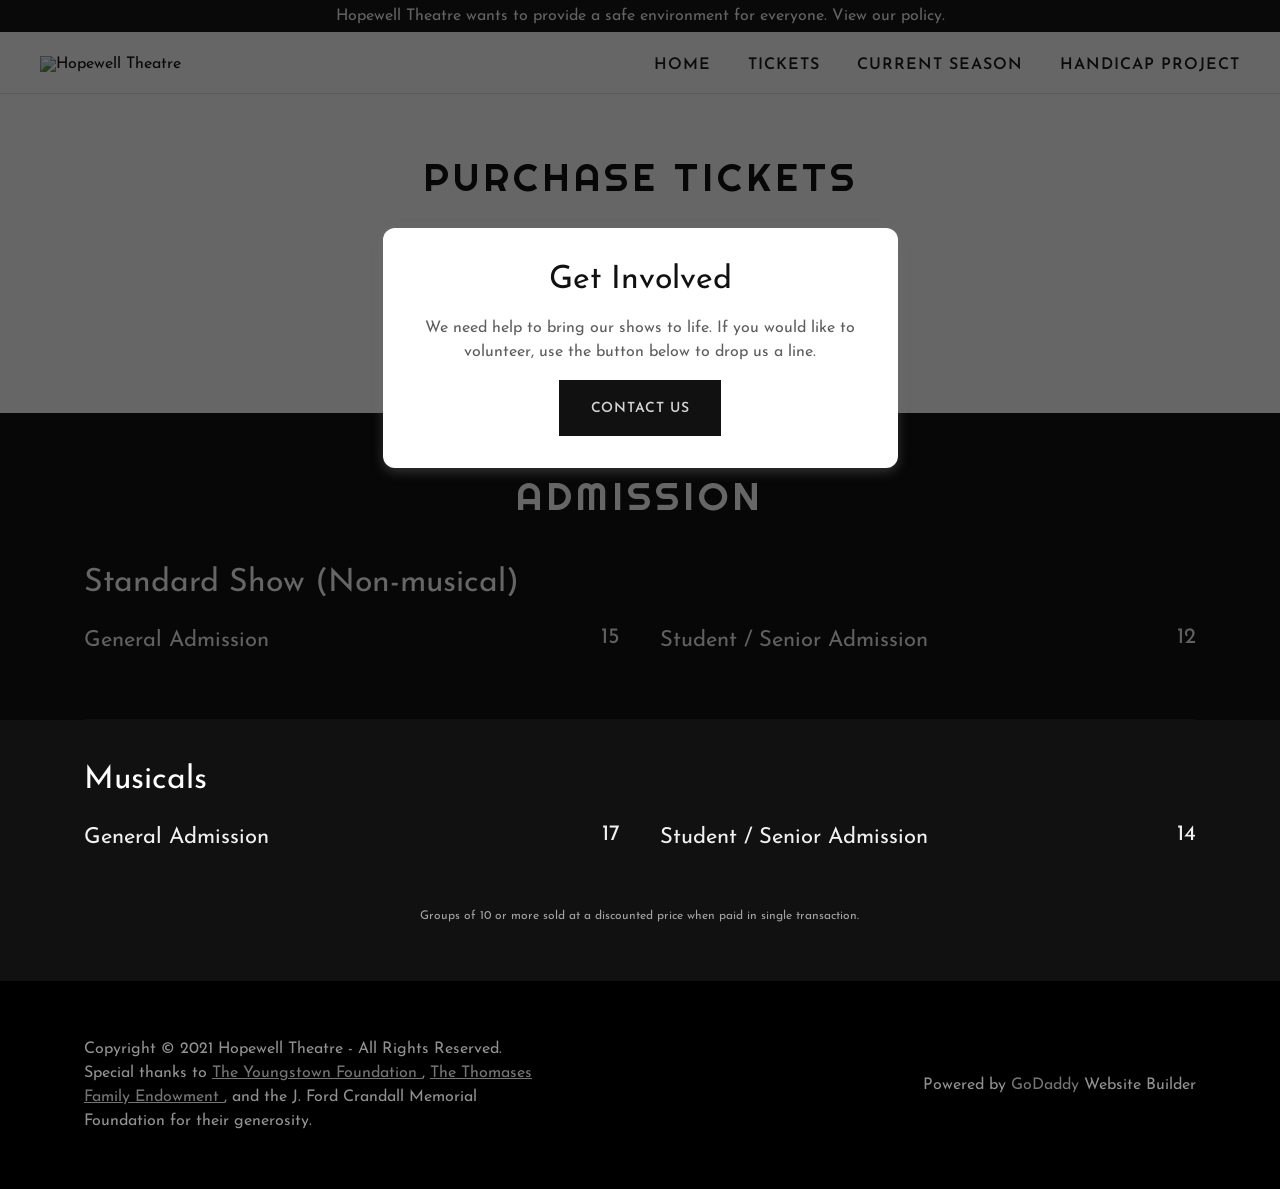 Hopewell Theatre wants to provide a safe environment for everyone. View our policy.
Hopewell Theatre
HOME TICKETS CURRENT SEASON HANDICAP PROJECT
PURCHASE TICKETS
Get Involved
We need help to bring our shows to life. If you would like to
volunteer, use the button below to drop us a line.
CONTACT US
ADMISSION
Standard Show (Non-musical)
General Admission 15 Student / Senior Admission 12
Musicals
General Admission 17 Student / Senior Admission 14
Groups of 10 or more sold at a discounted price when paid in single transaction.
Copyright © 2021 Hopewell Theatre - All Rights Reserved.
Special thanks to The Youngstown Foundation , The Thomases
Family Endowment , and the J. Ford Crandall Memorial
Foundation for their generosity.
Powered by GoDaddy Website Builder